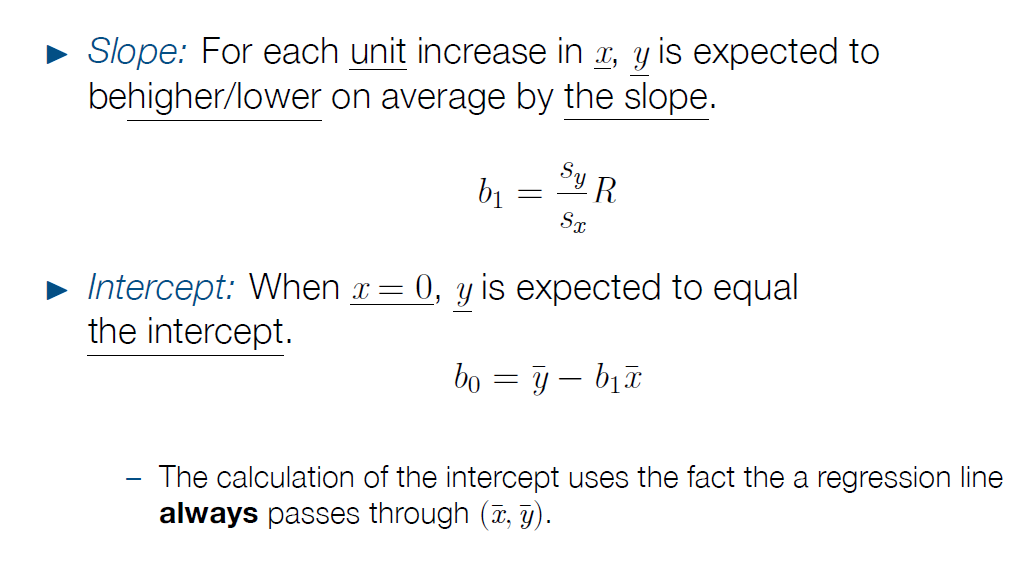 ► Slope: For each unit increase in x, y is expected to
behigher/lower on average by the slope.
b₁ = s_y/s_x R
► Intercept: When x = 0, y is expected to equal
the intercept.
b₀ = ȳ − b₁x̄
– The calculation of the intercept uses the fact the a regression line
always passes through (x̄, ȳ).